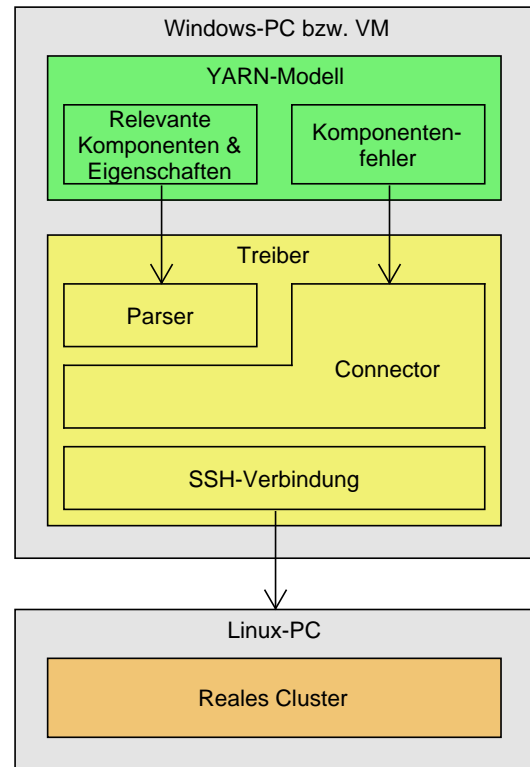 Windows-PC bzw. VM
YARN-Modell
Relevante
Komponenten &
Eigenschaften
Komponenten-
fehler
Treiber
Parser
Connector
SSH-Verbindung
Linux-PC
Reales Cluster